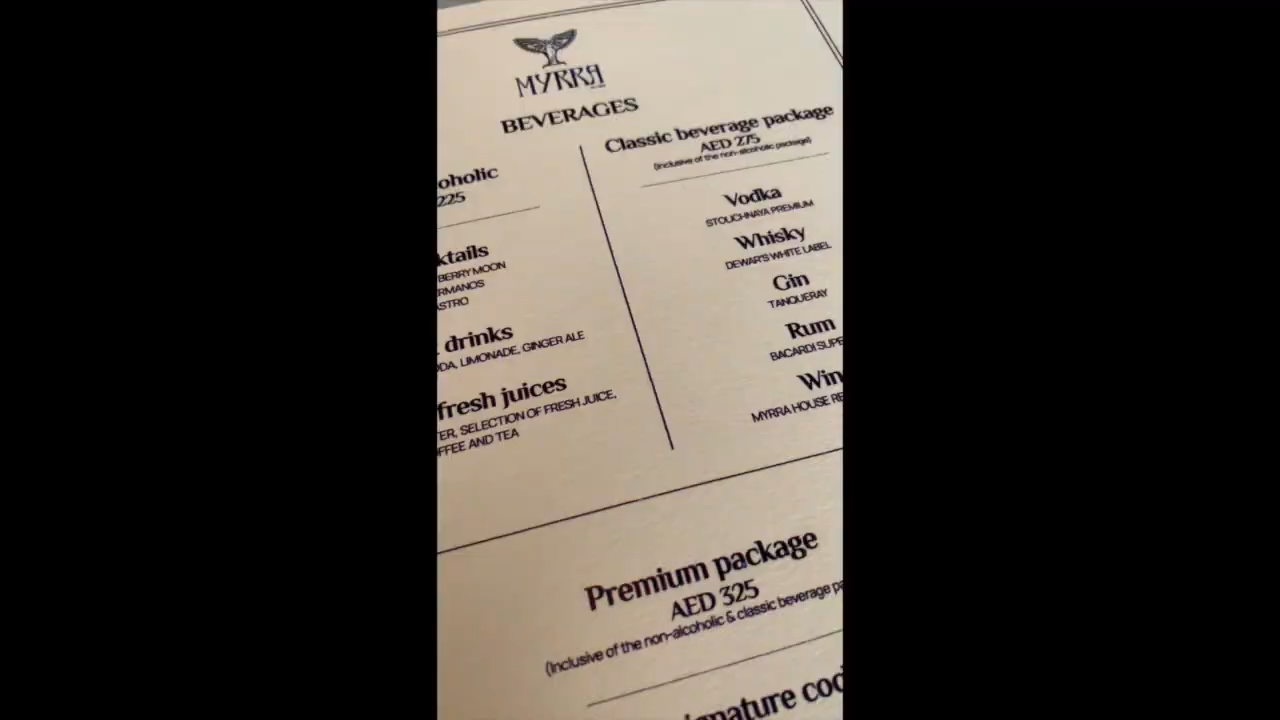 MYRRA
BEVERAGES
oholic
225
ktails
BERRY MOON
RMANOS
ASTRO
drinks
DA, LIMONADE, GINGER ALE
fresh juices
TER, SELECTION OF FRESH JUICE,
FFEE AND TEA
Classic beverage package
AED 275
(inclusive of the non-alcoholic package)
Vodka
STOLICHNAYA PREMIUM
Whisky
DEWAR'S WHITE LABEL
Gin
TANQUERAY
Rum
BACARDI SUPE
Win
MYRRA HOUSE RE
Premium package
AED 325
(Inclusive of the non-alcoholic & classic beverage pa
gnature coc